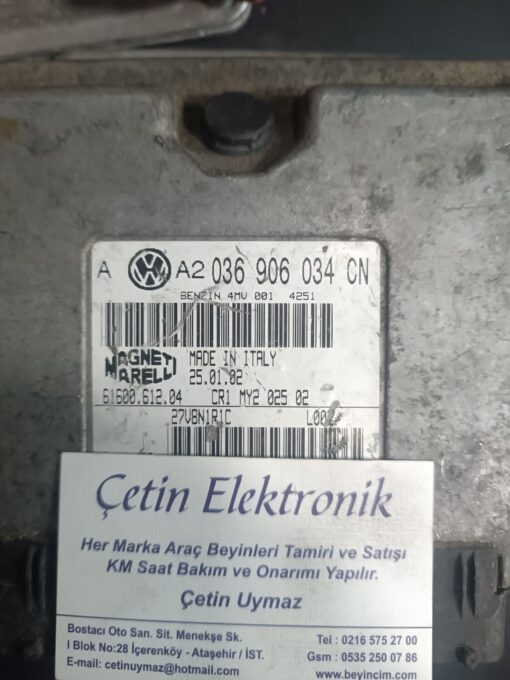 A VW A2 036 906 034 CN
BENZIN 4MV 001 4251
MAGNETI MARELLI
MADE IN ITALY
25.01.02
61600.612.04 CR1 MY2 025 02
27V8N1R1C
Çetin Elektronik
Her Marka Araç Beyinleri Tamiri ve Satışı
KM Saat Bakım ve Onarımı Yapılır.
Çetin Uymaz
Bostacı Oto San. Sit. Menekşe Sk.
I Blok No:28 İçerenköy - Ataşehir / İST.
E-mail: cetinuymaz@hotmail.com
Tel : 0216 575 27 00
Gsm : 0535 250 07 86
www.beyincim.com